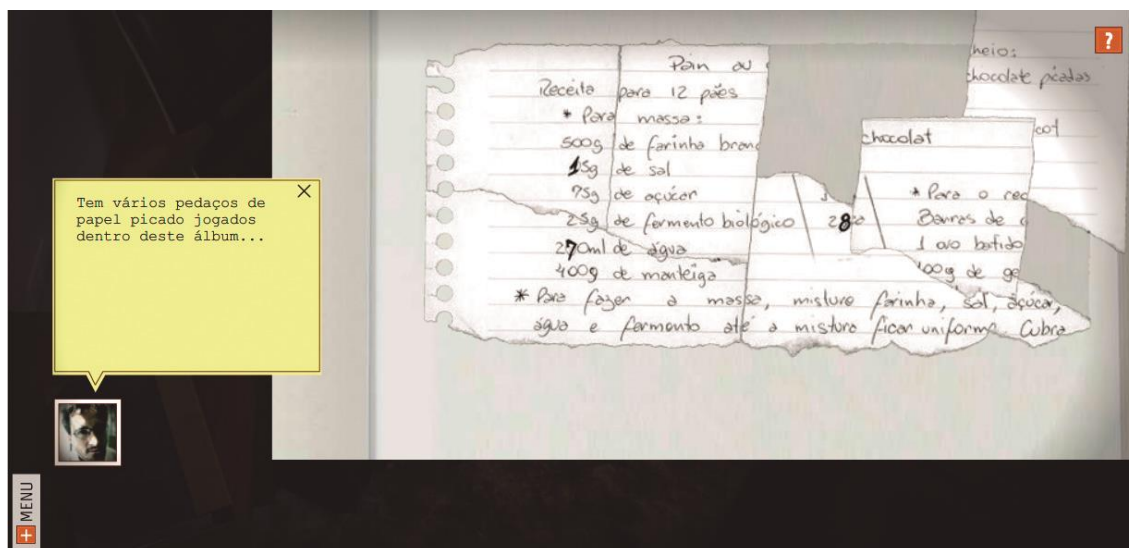 Tem vários pedaços de
papel picado jogados
dentro deste álbum...
Pain au
Receita para 12 pães
* Para massa:
500g de farinha bran
15g de sal
75g de açúcar
25g de fermento biológico
28
270ml de água
400g de manteiga
* Para fazer a massa, misture farinha, sal, açúcar,
água e fermento até a mistura ficar uniforme. Cubra
chocolat
* Para o rec
Barras de c
1 ovo batido
100g de ge
heio:
chocolate picadas
cot
?
+ MENU